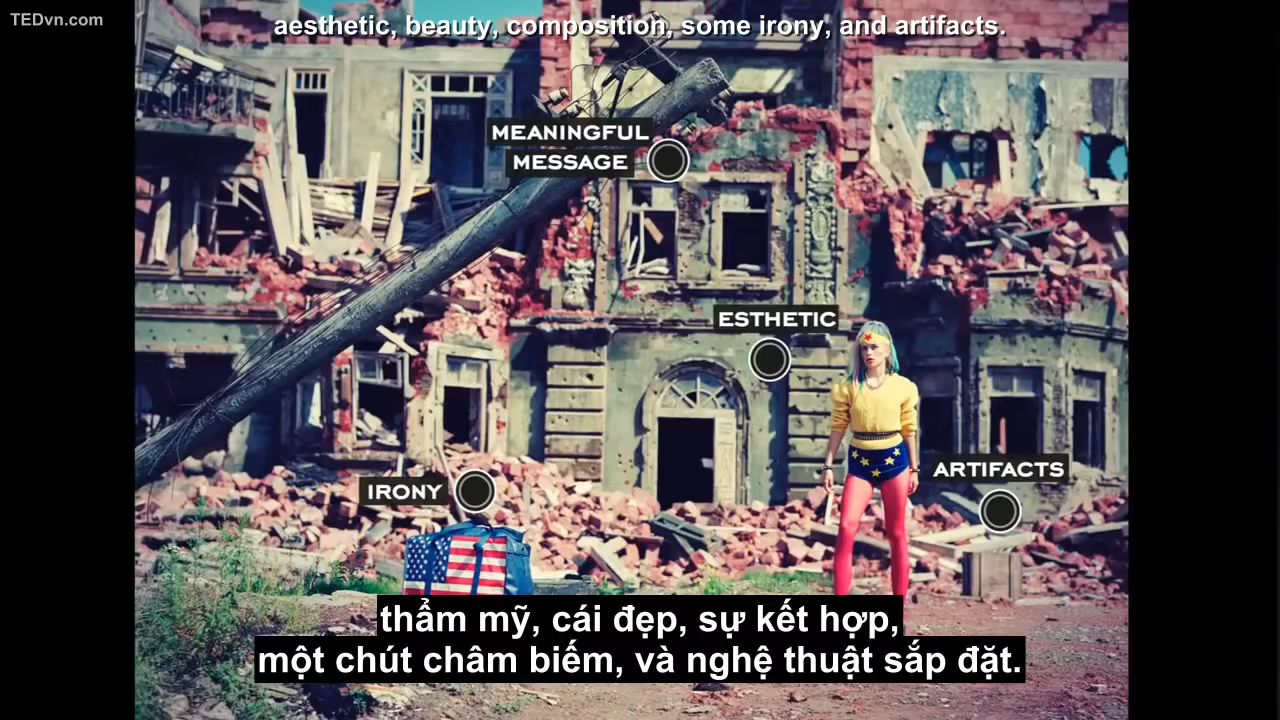 TEDvn.com
aesthetic, beauty, composition, some irony, and artifacts.
MEANINGFUL
MESSAGE
ESTHETIC
ARTIFACTS
IRONY
thẩm mỹ, cái đẹp, sự kết hợp,
một chút châm biếm, và nghệ thuật sắp đặt.